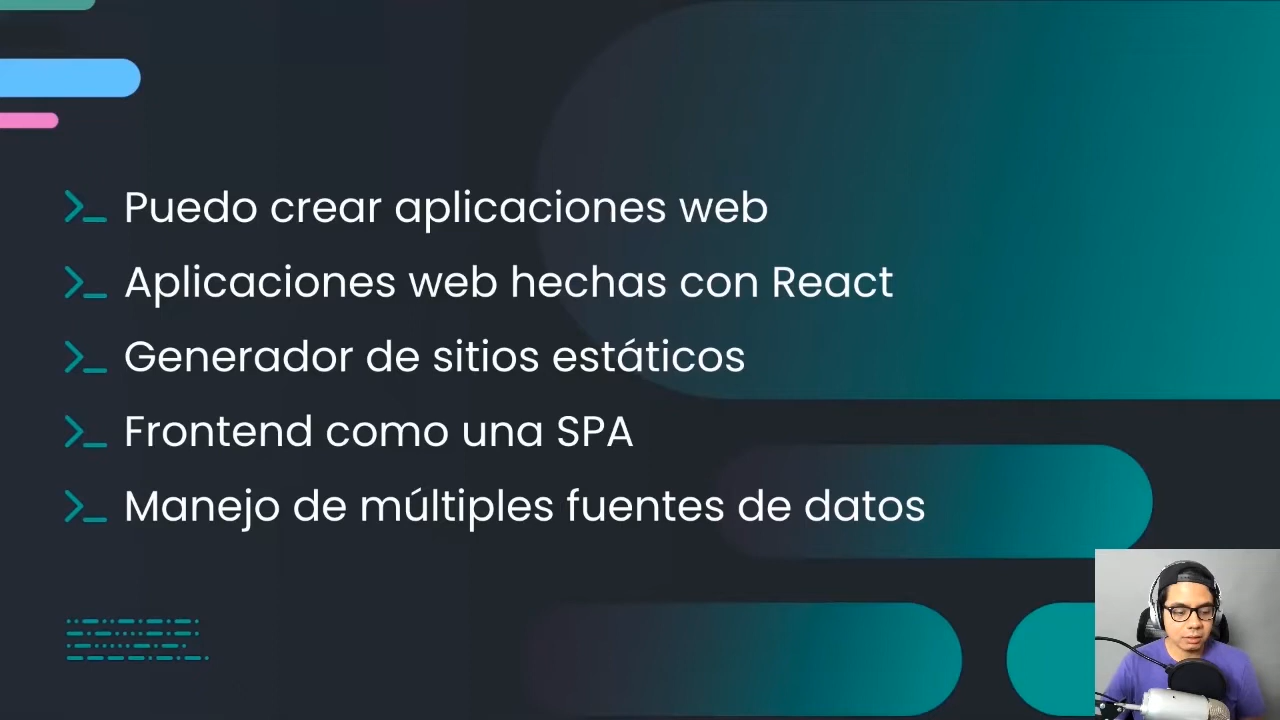 Puedo crear aplicaciones web
Aplicaciones web hechas con React
Generador de sitios estáticos
Frontend como una SPA
Manejo de múltiples fuentes de datos